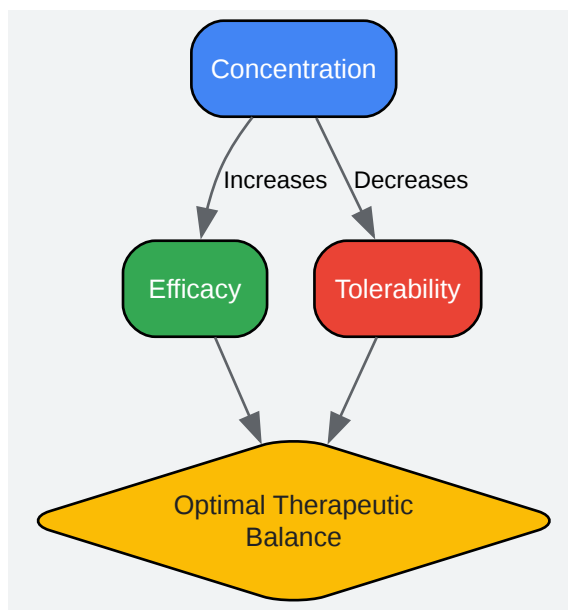 Concentration
Increases
Decreases
Efficacy
Tolerability
Optimal Therapeutic
Balance